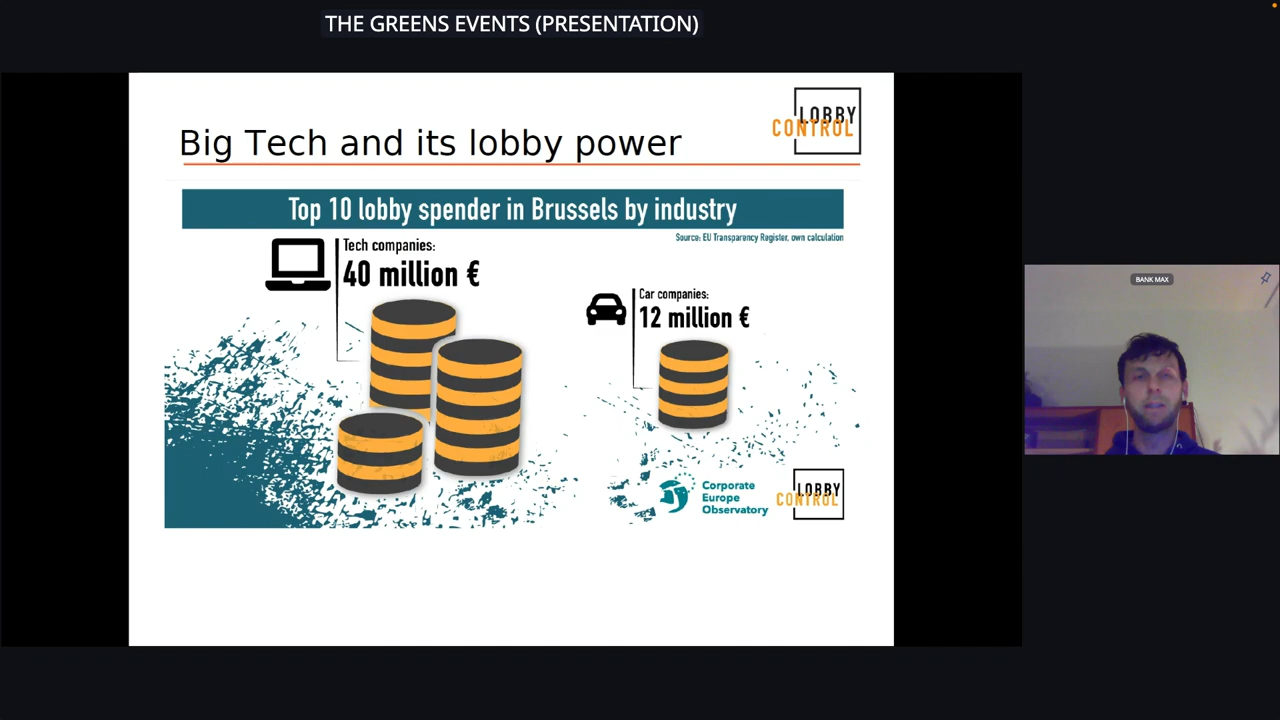 THE GREENS EVENTS (PRESENTATION)
LOBBY
CONTROL
Big Tech and its lobby power
Top 10 lobby spender in Brussels by industry
Source: EU Transparency Register, own calculation
Tech companies:
40 million €
Car companies:
12 million €
BANK MAX
Corporate
Europe
Observatory
LOBBY
CONTROL